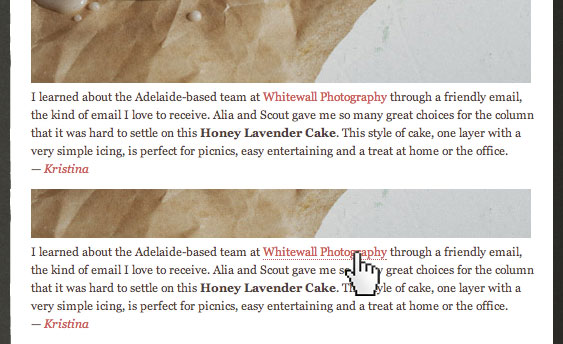 I learned about the Adelaide-based team at Whitewall Photography through a friendly email,
the kind of email I love to receive. Alia and Scout gave me so many great choices for the column
that it was hard to settle on this Honey Lavender Cake. This style of cake, one layer with a
very simple icing, is perfect for picnics, easy entertaining and a treat at home or the office.
— Kristina
I learned about the Adelaide-based team at Whitewall Photography through a friendly email,
the kind of email I love to receive. Alia and Scout gave me great choices for the column
that it was hard to settle on this Honey Lavender Cake. of cake, one layer with a
very simple icing, is perfect for picnics, easy entertaining and a treat at home or the office.
— Kristina